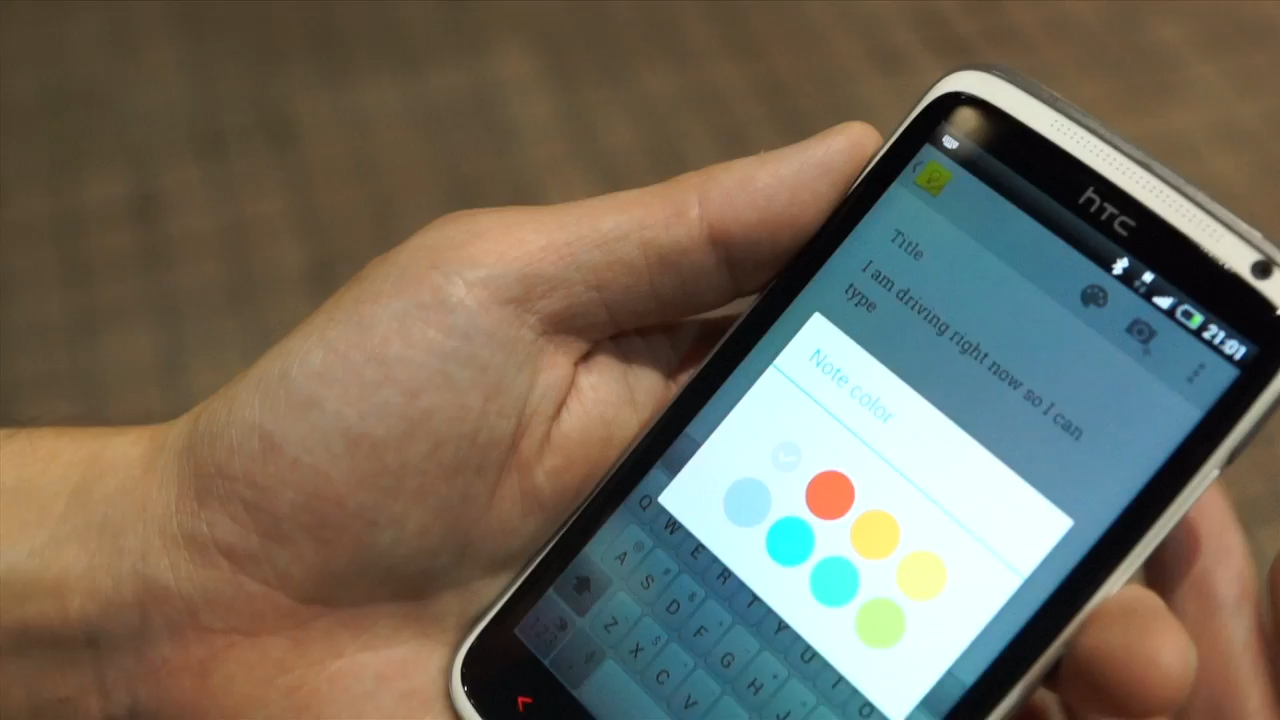 hTC
21:01
Title
I am driving right now so I can
type
Note color
Q W E R T Y U O
A S D F G H J
Z X C V